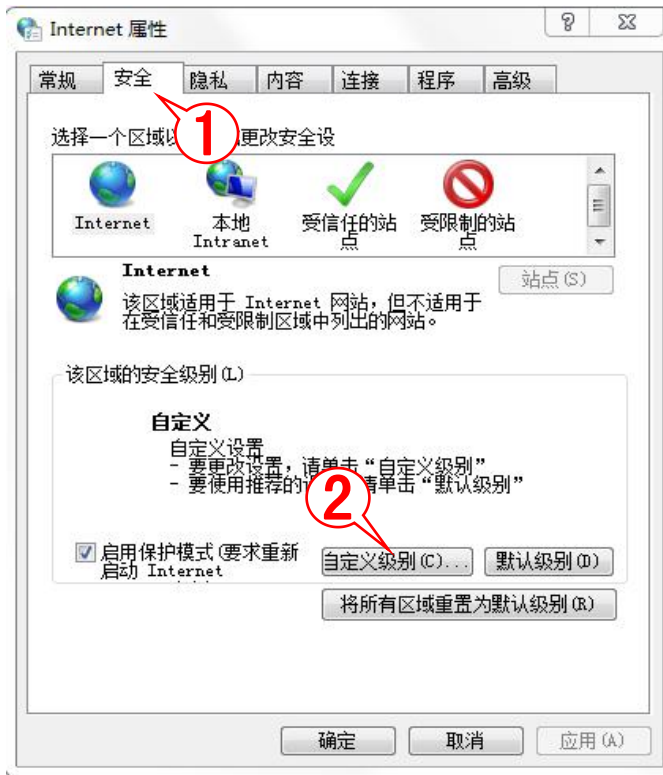 Internet 属性
常规 安全 隐私 内容 连接 程序 高级
1
选择一个区域以 更改安全设
Internet 本地 Intranet 受信任的站点 受限制的站点
Internet
站点(S)
该区域适用于 Internet 网站，但不适用于
在受信任和受限制区域中列出的网站。
该区域的安全级别(L)
自定义
自定义设置
- 要更改设置，请单击“自定义级别”
- 要使用推荐的 请单击“默认级别”
2
启用保护模式(要求重新
启动 Internet
自定义级别(C)... 默认级别(D)
将所有区域重置为默认级别(R)
确定 取消 应用(A)